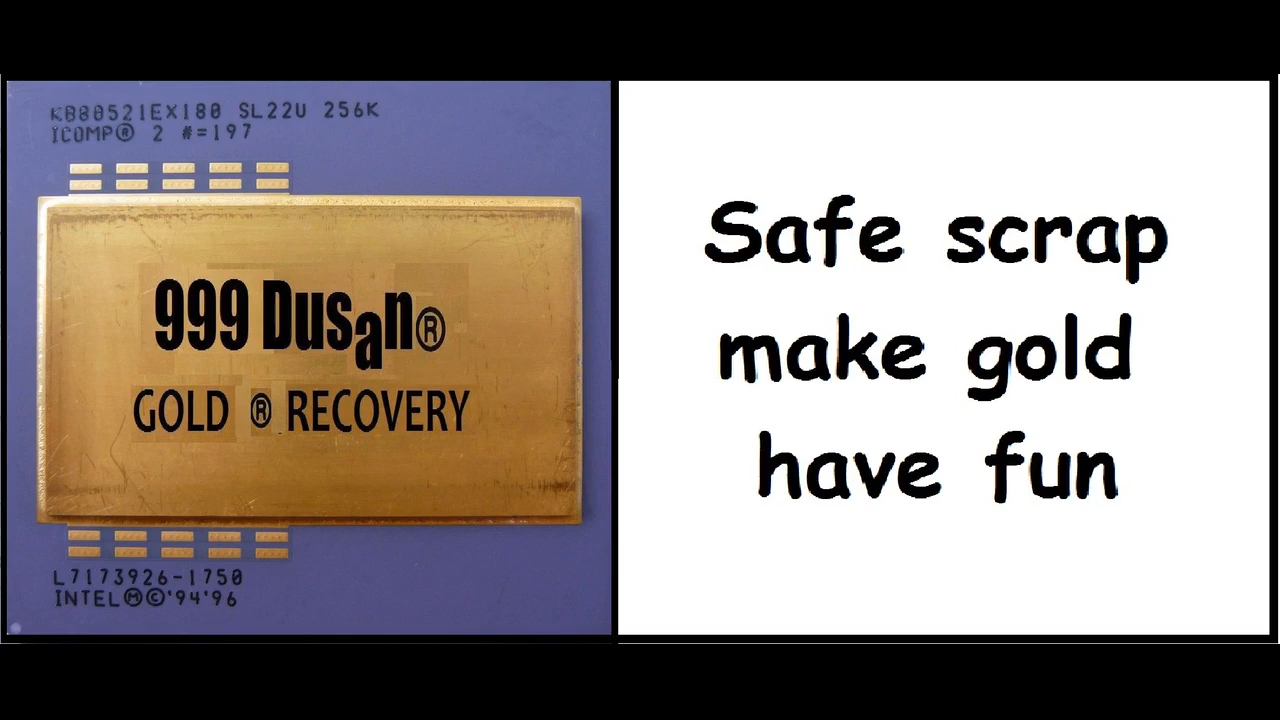 KB80521EX180 SL22U 256K
ICOMP® 2 #=197
999 Dusan®
GOLD ® RECOVERY
L7173926-1750
INTELⓂ©'94'96
Safe scrap
make gold
have fun